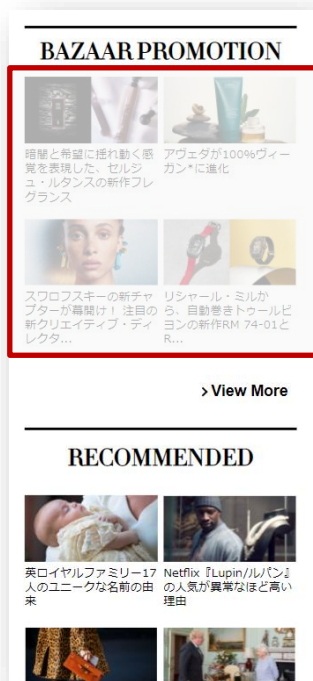 BAZAAR PROMOTION
暗闇と希望に揺れ動く感
覚を表現した、セルジ
ュ・ルタンスの新作フレ
グランス
アヴェダが100%ヴィー
ガン*に進化
スワロフスキーの新チャ
プターが幕開け！ 注目の
新クリエイティブ・ディ
レクタ...
リシャール・ミルか
ら、自動巻きトゥールビ
ヨンの新作RM 74-01と
R...
> View More
RECOMMENDED
英ロイヤルファミリー17
人のユニークな名前の由
来
Netflix『Lupin/ルパン』
の人気が異常なほど高い
理由